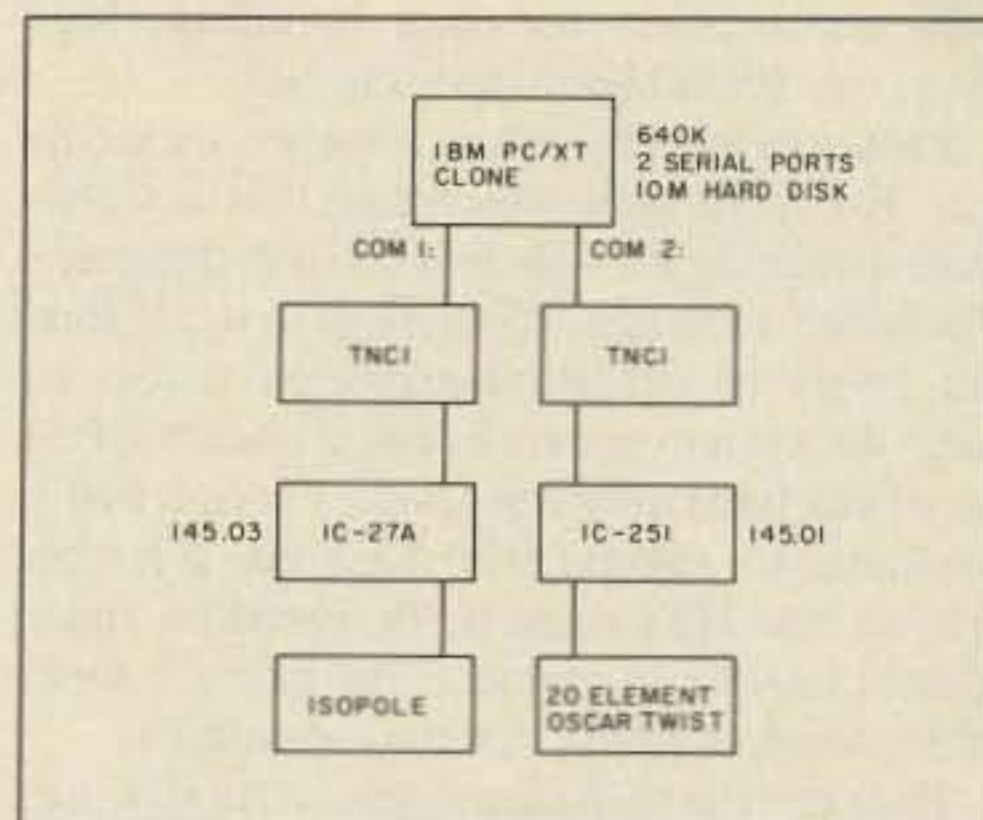 IBM PC/XT
CLONE
640K
2 SERIAL PORTS
10M HARD DISK
COM 1:
COM 2:
TNC1
TNC1
145.03
IC-27A
IC-251
145.01
ISOPOLE
20 ELEMENT
OSCAR TWIST